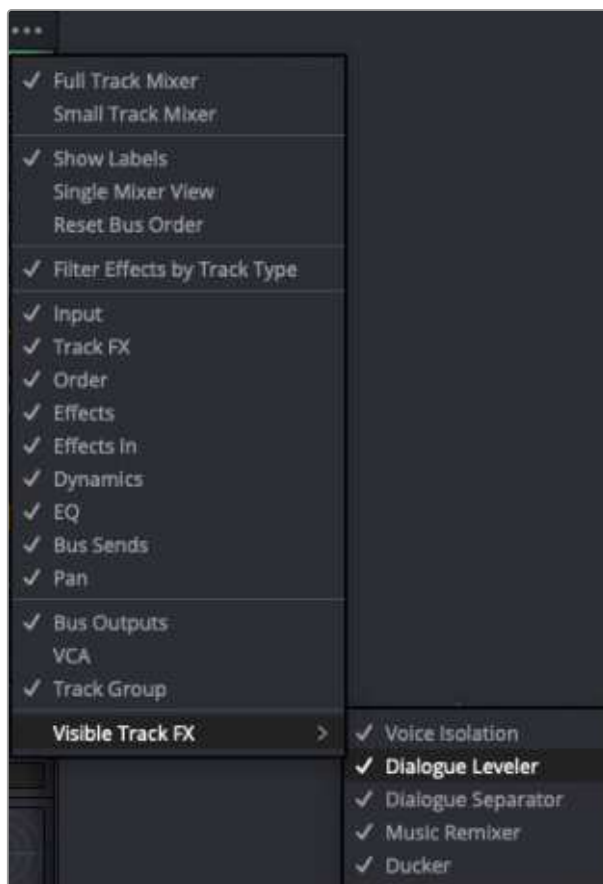 Full Track Mixer
Small Track Mixer
Show Labels
Single Mixer View
Reset Bus Order
Filter Effects by Track Type
Input
Track FX
Order
Effects
Effects In
Dynamics
EQ
Bus Sends
Pan
Bus Outputs
VCA
Track Group
Visible Track FX
Voice Isolation
Dialogue Leveler
Dialogue Separator
Music Remixer
Ducker